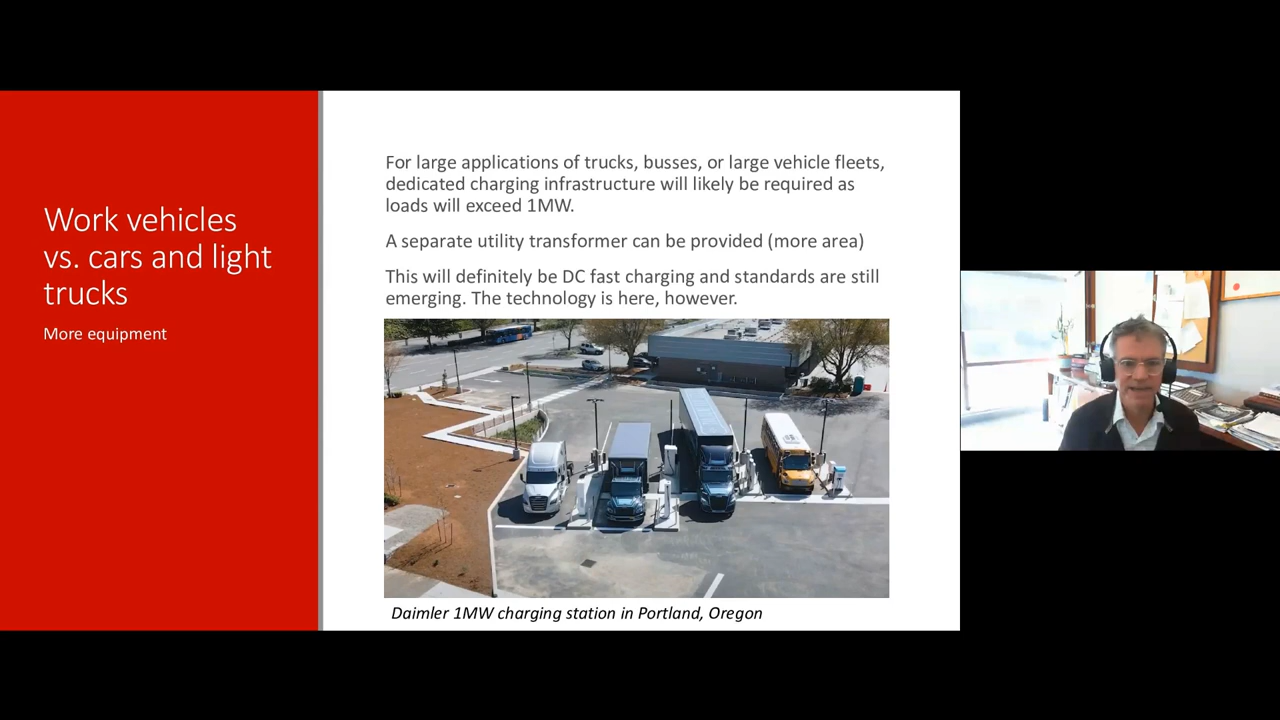 Work vehicles
vs. cars and light
trucks
More equipment
For large applications of trucks, busses, or large vehicle fleets,
dedicated charging infrastructure will likely be required as
loads will exceed 1MW.
A separate utility transformer can be provided (more area)
This will definitely be DC fast charging and standards are still
emerging. The technology is here, however.
Daimler 1MW charging station in Portland, Oregon